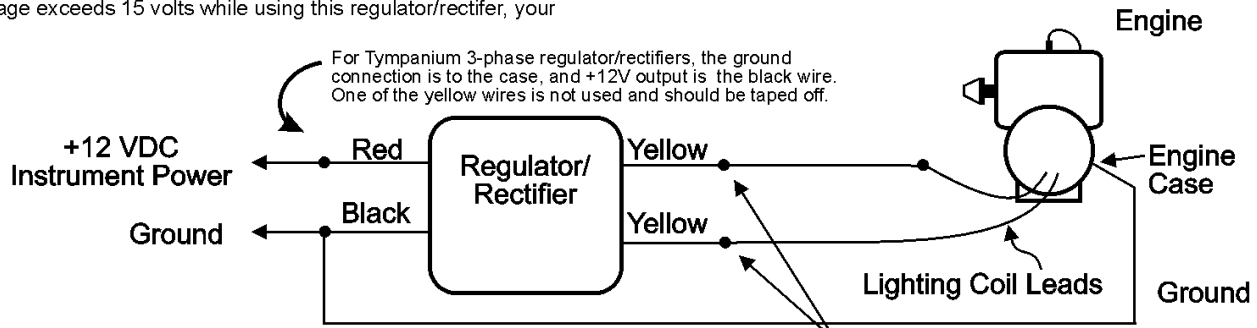 age exceeds 15 volts while using this regulator/rectifer, your
Engine
For Tympanium 3-phase regulator/rectifiers, the ground
connection is to the case, and +12V output is the black wire.
One of the yellow wires is not used and should be taped off.
+12 VDC
Instrument Power
Red
Regulator/
Rectifier
Yellow
Engine
Case
Ground
Black
Yellow
Lighting Coil Leads
Ground